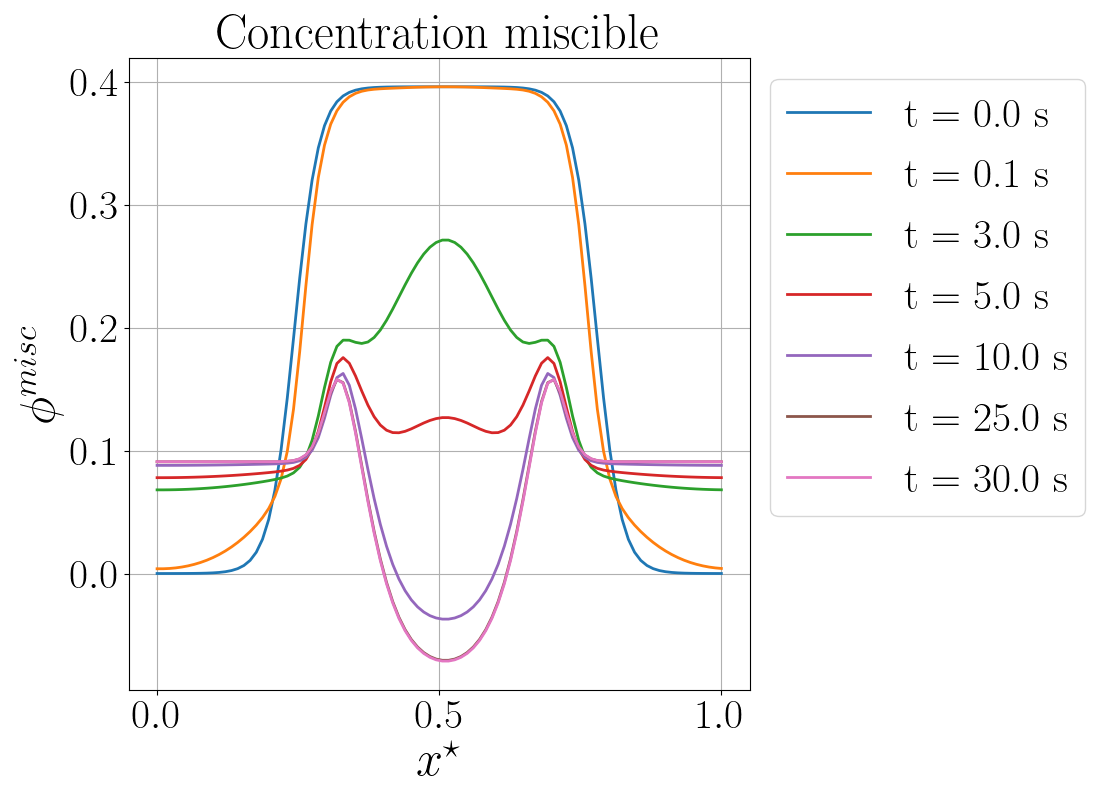 Concentration miscible
0.4
0.3
0.2
0.1
0.0
ϕ^{misc}
0.0 0.5 1.0
x^⋆
t = 0.0 s
t = 0.1 s
t = 3.0 s
t = 5.0 s
t = 10.0 s
t = 25.0 s
t = 30.0 s